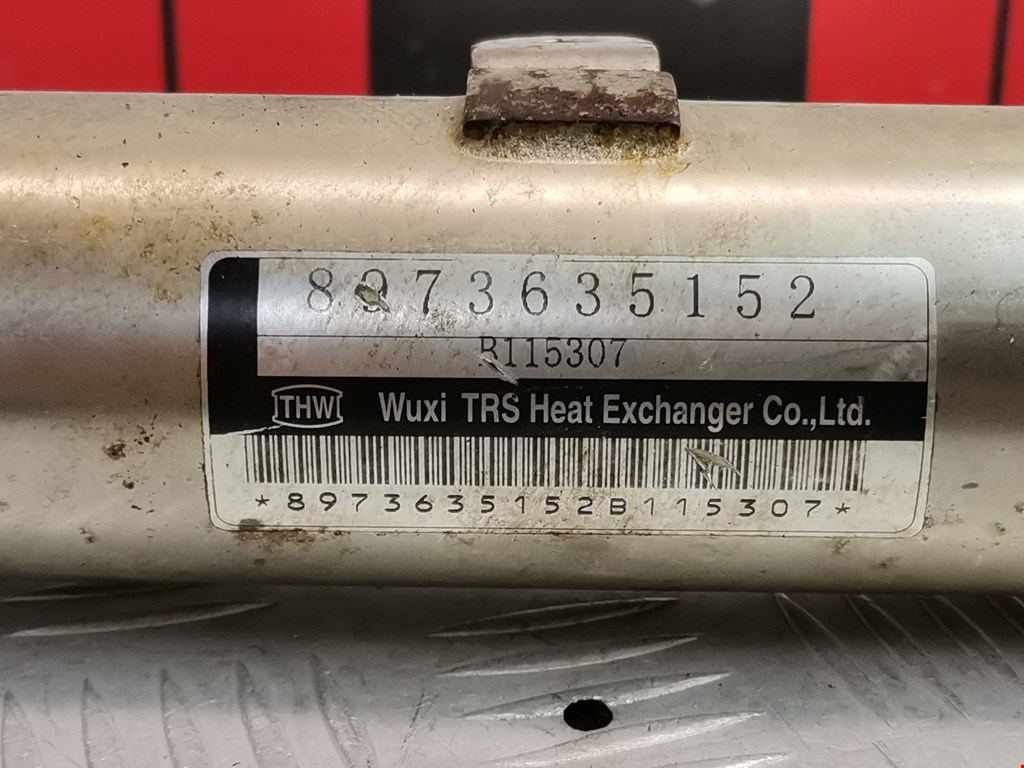 8973635152
B115307
THW Wuxi TRS Heat Exchanger Co.,Ltd.
*8973635152B115307*